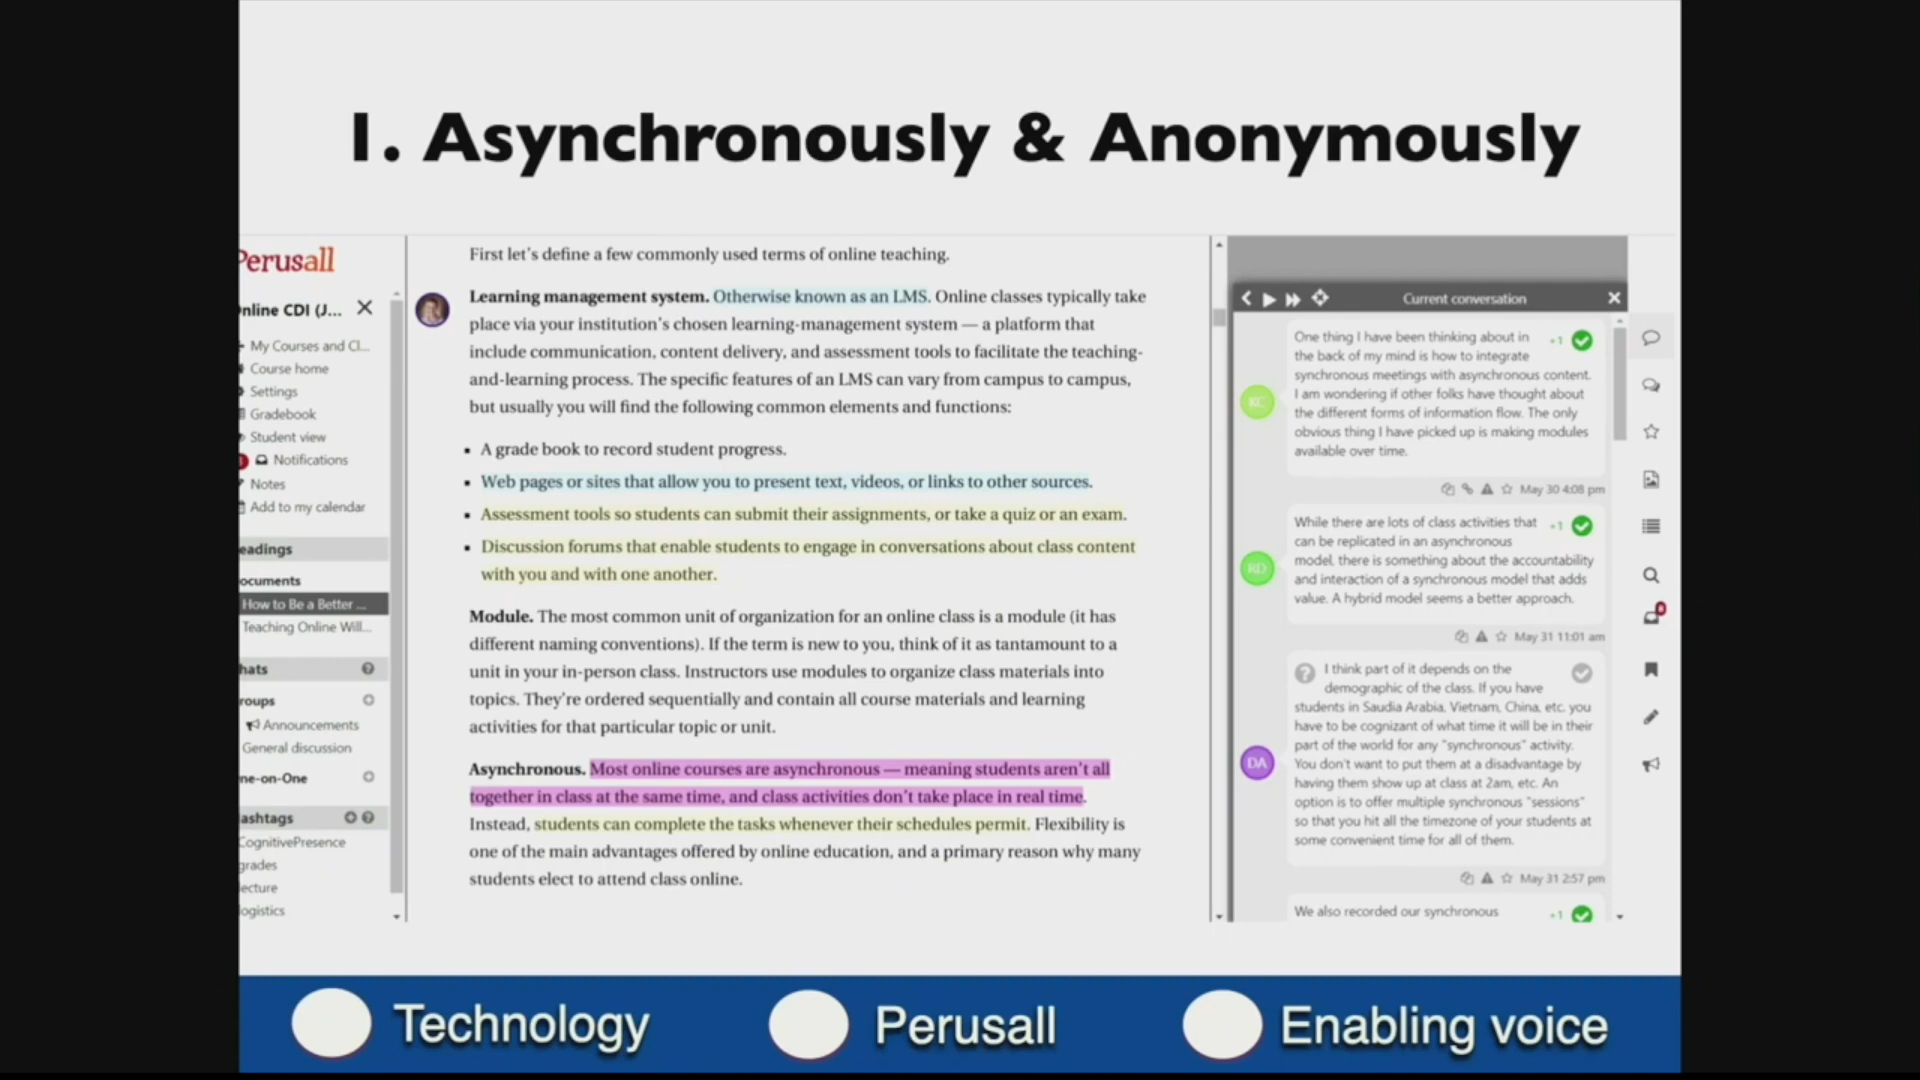 1. Asynchronously & Anonymously
Perusall
nline CDI (J...
My Courses and Cl...
Course home
Settings
Gradebook
Student view
Notifications
Notes
Add to my calendar
eadings
ocuments
How to Be a Better ...
Teaching Online Will...
hats
roups
Announcements
General discussion
ne-on-One
ashtags
CognitivePresence
grades
lecture
logistics
First let's define a few commonly used terms of online teaching.
Learning management system. Otherwise known as an LMS. Online classes typically take
place via your institution's chosen learning-management system — a platform that
include communication, content delivery, and assessment tools to facilitate the teaching-
and-learning process. The specific features of an LMS can vary from campus to campus,
but usually you will find the following common elements and functions:
▪ A grade book to record student progress.
▪ Web pages or sites that allow you to present text, videos, or links to other sources.
▪ Assessment tools so students can submit their assignments, or take a quiz or an exam.
▪ Discussion forums that enable students to engage in conversations about class content
with you and with one another.
Module. The most common unit of organization for an online class is a module (it has
different naming conventions). If the term is new to you, think of it as tantamount to a
unit in your in-person class. Instructors use modules to organize class materials into
topics. They're ordered sequentially and contain all course materials and learning
activities for that particular topic or unit.
Asynchronous. Most online courses are asynchronous — meaning students aren't all
together in class at the same time, and class activities don't take place in real time.
Instead, students can complete the tasks whenever their schedules permit. Flexibility is
one of the main advantages offered by online education, and a primary reason why many
students elect to attend class online.
Current conversation
KC
One thing I have been thinking about in
the back of my mind is how to integrate
synchronous meetings with asynchronous content.
I am wondering if other folks have thought about
the different forms of information flow. The only
obvious thing I have picked up is making modules
available over time.
+1
May 30 4:08 pm
RD
While there are lots of class activities that
can be replicated in an asynchronous
model, there is something about the accountability
and interaction of a synchronous model that adds
value. A hybrid model seems a better approach.
+1
May 31 11:01 am
DA
I think part of it depends on the
demographic of the class. If you have
students in Saudia Arabia, Vietnam, China, etc. you
have to be cognizant of what time it will be in their
part of the world for any "synchronous" activity.
You don't want to put them at a disadvantage by
having them show up at class at 2am, etc. An
option is to offer multiple synchronous "sessions"
so that you hit all the timezone of your students at
some convenient time for all of them.
May 31 2:57 pm
We also recorded our synchronous
+1
Technology
Perusall
Enabling voice